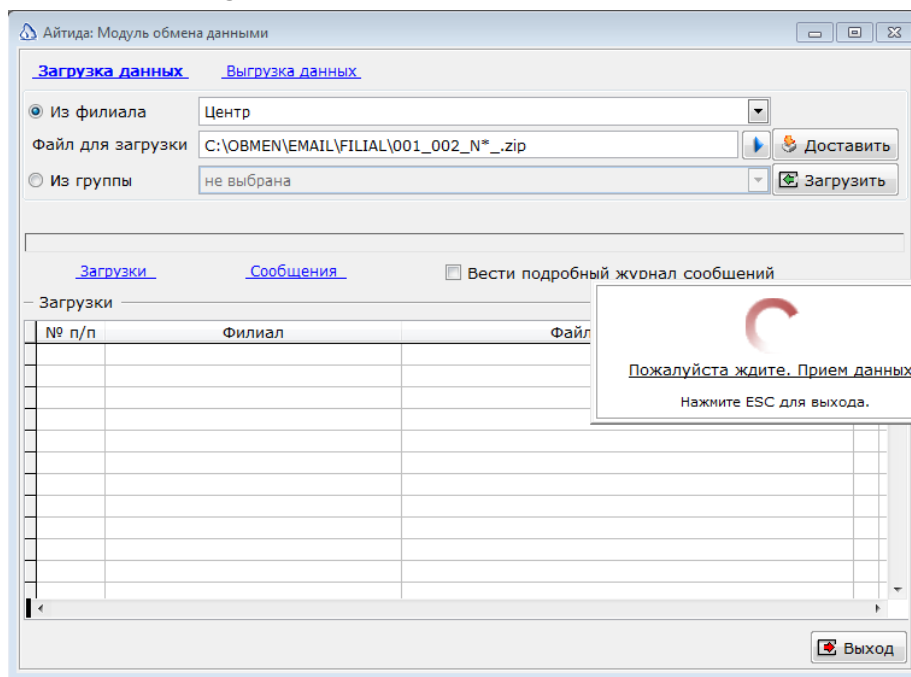 Айтида: Модуль обмена данными
Загрузка данных Выгрузка данных
Из филиала Центр
Файл для загрузки C:\OBMEN\EMAIL\FILIAL\001_002_N*_.zip Доставить
Из группы не выбрана Загрузить
Загрузки Сообщения Вести подробный журнал сообщений
Загрузки
№ п/п Филиал Файл
Пожалуйста ждите. Прием данных
Нажмите ESC для выхода.
Выход